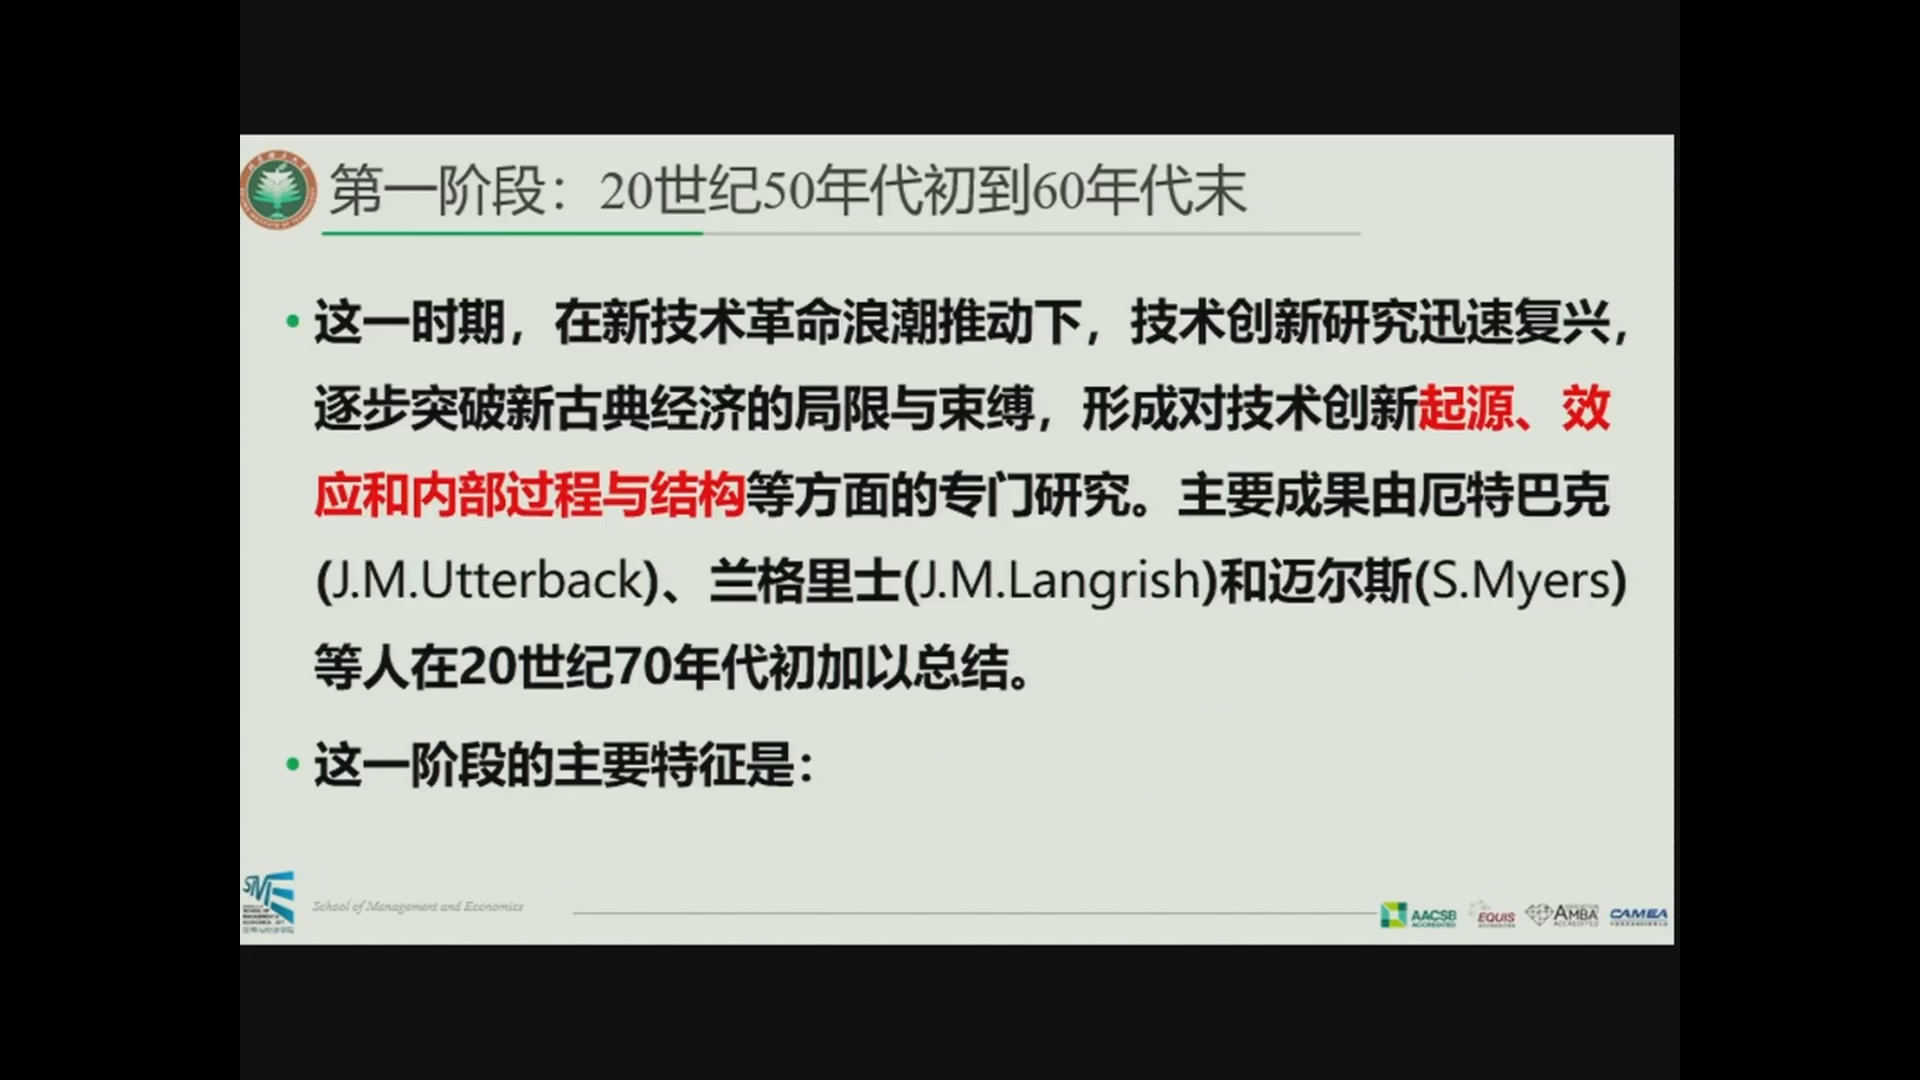 第一阶段：20世纪50年代初到60年代末
•这一时期，在新技术革命浪潮推动下，技术创新研究迅速复兴，
逐步突破新古典经济的局限与束缚，形成对技术创新起源、效
应和内部过程与结构等方面的专门研究。主要成果由厄特巴克
(J.M.Utterback)、兰格里士(J.M.Langrish)和迈尔斯(S.Myers)
等人在20世纪70年代初加以总结。
•这一阶段的主要特征是：
School of Management and Economics
AACSB
ACCREDITED
EQUIS
ACCREDITED
AMBA
ACCREDITED
CAMEA